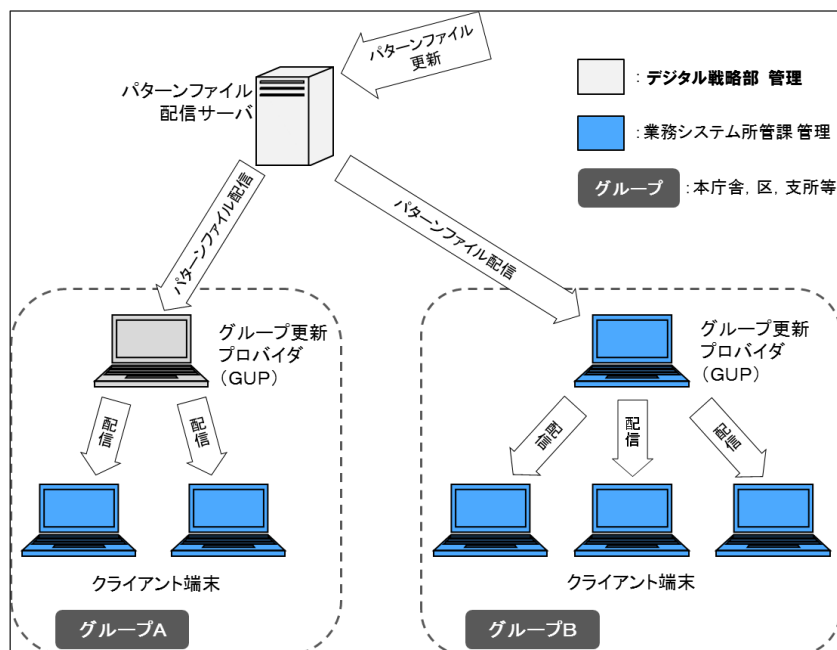 パターンファイル
更新
パターンファイル
配信サーバ
：デジタル戦略部 管理
：業務システム所管課 管理
グループ
：本庁舎，区，支所等
パターンファイル配信
パターンファイル配信
グループ更新
プロバイダ
（GUP）
グループ更新
プロバイダ
（GUP）
配信
配信
配信
配信
配信
クライアント端末
クライアント端末
グループA
グループB